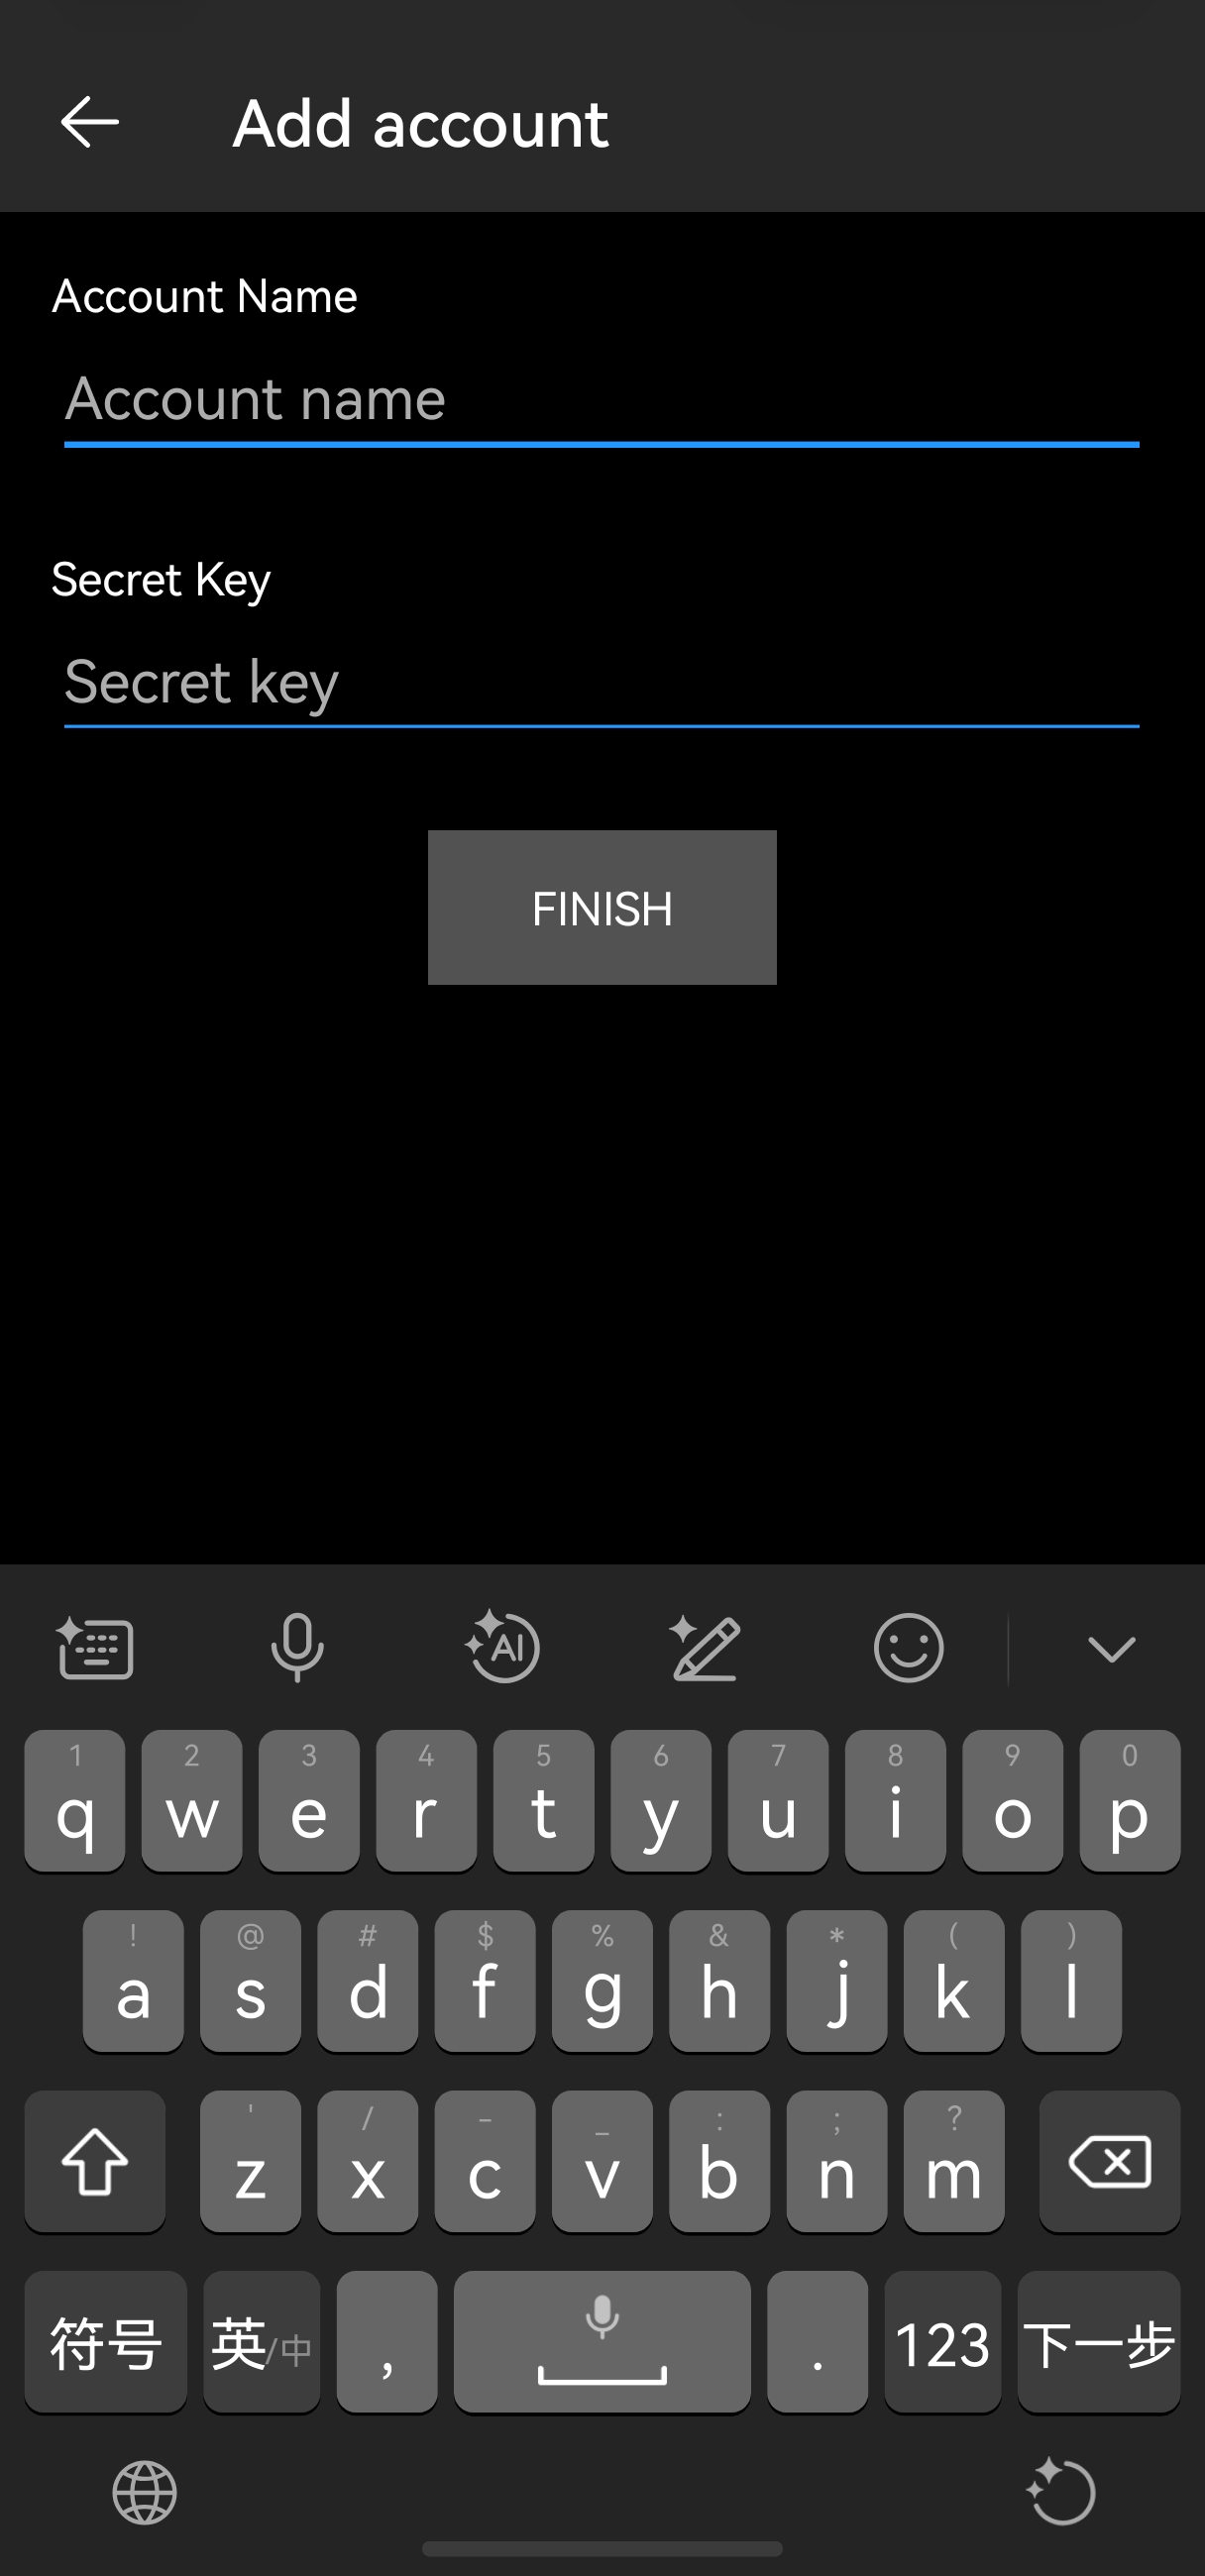 Add account
Account Name
Account name
Secret Key
Secret key
FINISH
AI
1 2 3 4 5 6 7 8 9 0
q w e r t y u i o p
! @ # $ % & * ( )
a s d f g h j k l
' / - _ : ; ?
z x c v b n m
符号 英/中 , . 123 下一步